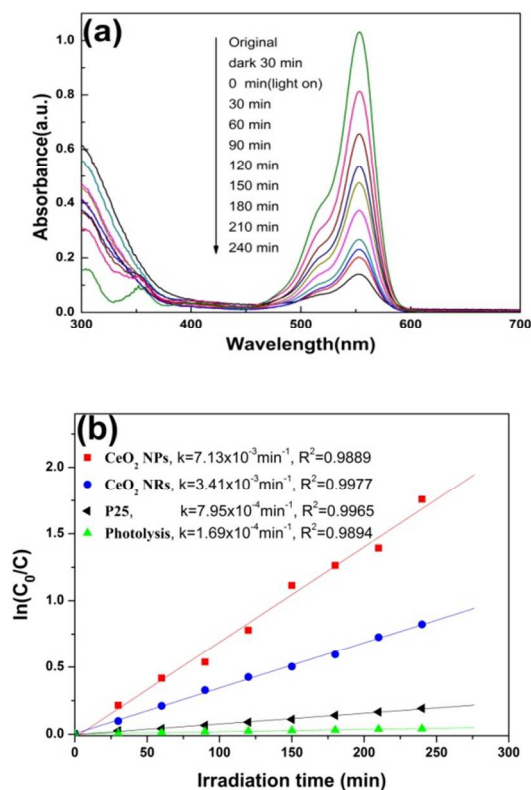 (a)
Original
dark 30 min
0 min(light on)
30 min
60 min
90 min
120 min
150 min
180 min
210 min
240 min
1.0
0.8
0.6
0.4
0.2
0.0
Absorbance(a.u.)
300 400 500 600 700
Wavelength(nm)
(b)
CeO₂ NPs, k=7.13x10⁻³min⁻¹, R²=0.9889
CeO₂ NRs, k=3.41x10⁻³min⁻¹, R²=0.9977
P25, k=7.95x10⁻⁴min⁻¹, R²=0.9965
Photolysis, k=1.69x10⁻⁴min⁻¹, R²=0.9894
2.0
1.5
1.0
0.5
0.0
ln(C₀/C)
0 50 100 150 200 250 300
Irradiation time (min)